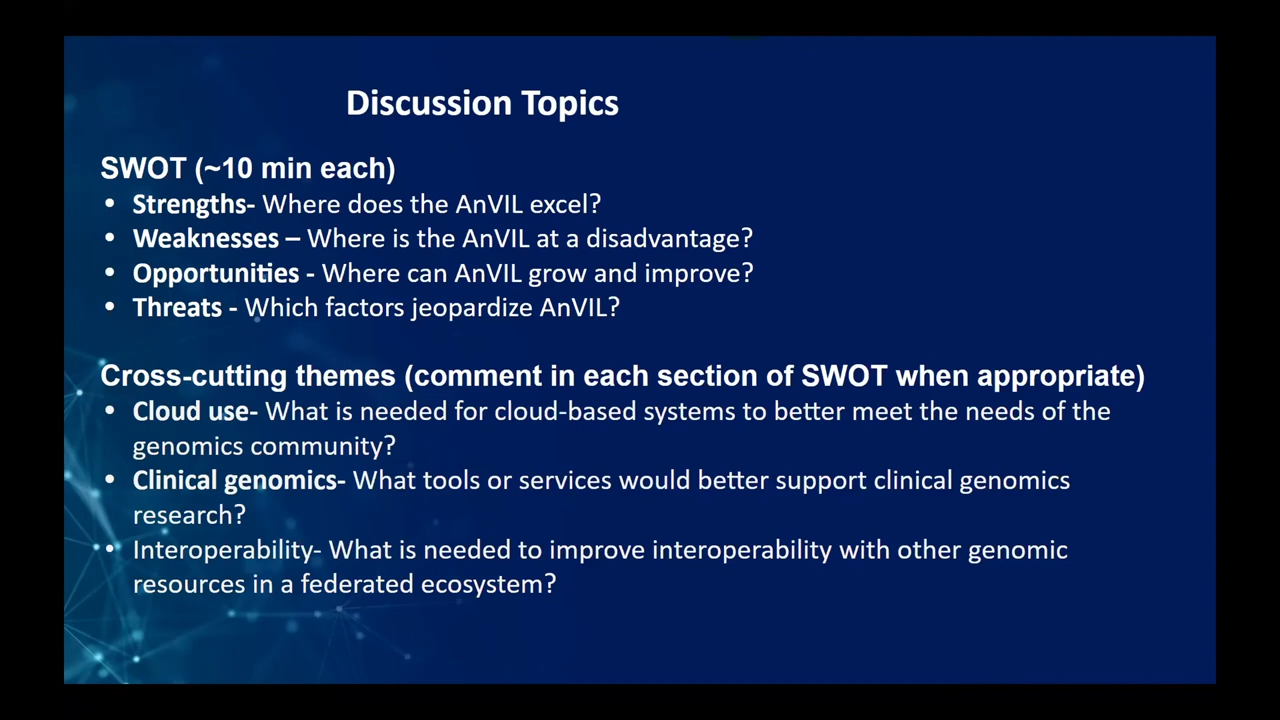 Discussion Topics
SWOT (~10 min each)
• Strengths- Where does the AnVIL excel?
• Weaknesses – Where is the AnVIL at a disadvantage?
• Opportunities - Where can AnVIL grow and improve?
• Threats - Which factors jeopardize AnVIL?
Cross-cutting themes (comment in each section of SWOT when appropriate)
• Cloud use- What is needed for cloud-based systems to better meet the needs of the
genomics community?
• Clinical genomics- What tools or services would better support clinical genomics
research?
• Interoperability- What is needed to improve interoperability with other genomic
resources in a federated ecosystem?